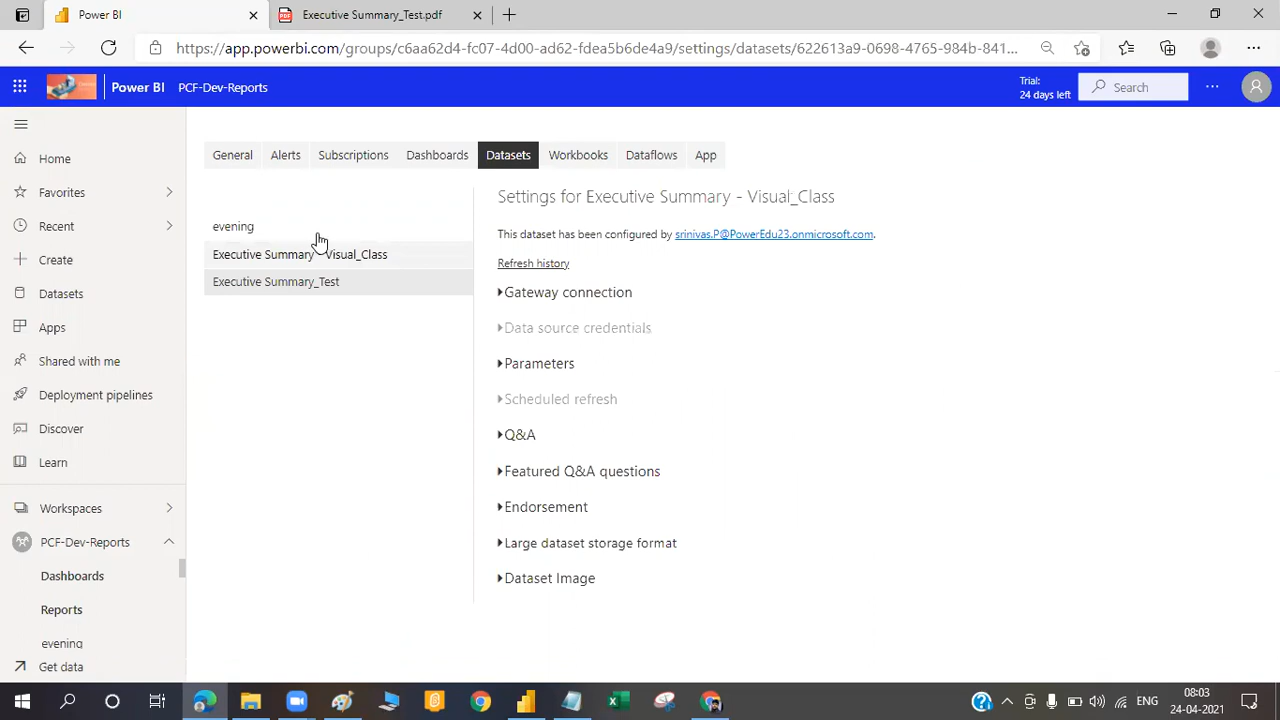 Power BI
Executive Summary_Test.pdf
https://app.powerbi.com/groups/c6aa62d4-fc07-4d00-ad62-fdea5b6de4a9/settings/datasets/622613a9-0698-4765-984b-841...
Power BI PCF-Dev-Reports
Trial:
24 days left
Search
General Alerts Subscriptions Dashboards Datasets Workbooks Dataflows App
Home
Favorites
Recent
Create
Datasets
Apps
Shared with me
Deployment pipelines
Discover
Learn
Workspaces
PCF-Dev-Reports
Dashboards
Reports
evening
Get data
evening
Executive Summary - Visual_Class
Executive Summary_Test
Settings for Executive Summary - Visual_Class
This dataset has been configured by srinivas.P@PowerEdu23.onmicrosoft.com.
Refresh history
Gateway connection
Data source credentials
Parameters
Scheduled refresh
Q&A
Featured Q&A questions
Endorsement
Large dataset storage format
Dataset Image
ENG
08:03
24-04-2021